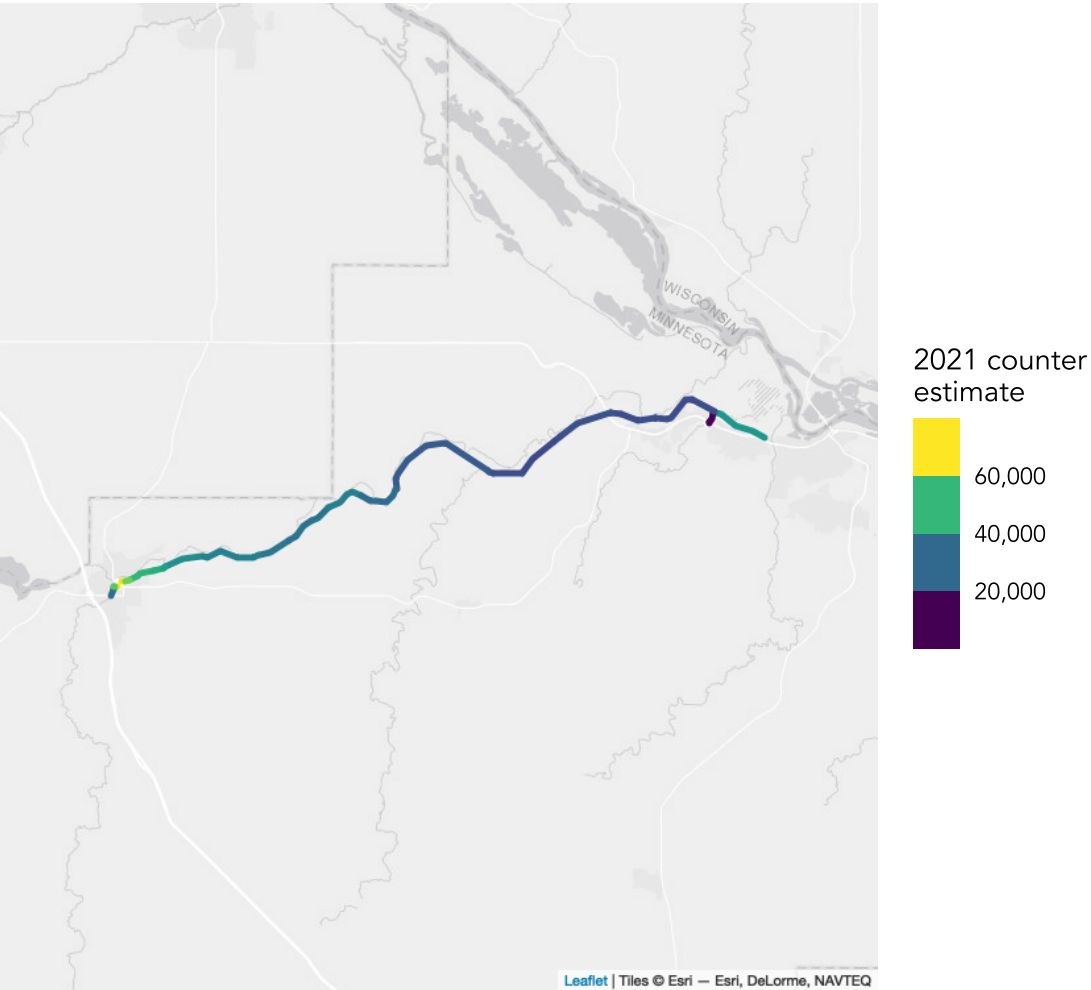 WISCONSIN
MINNESOTA
2021 counter
estimate
60,000
40,000
20,000
Leaflet | Tiles © Esri — Esri, DeLorme, NAVTEQ